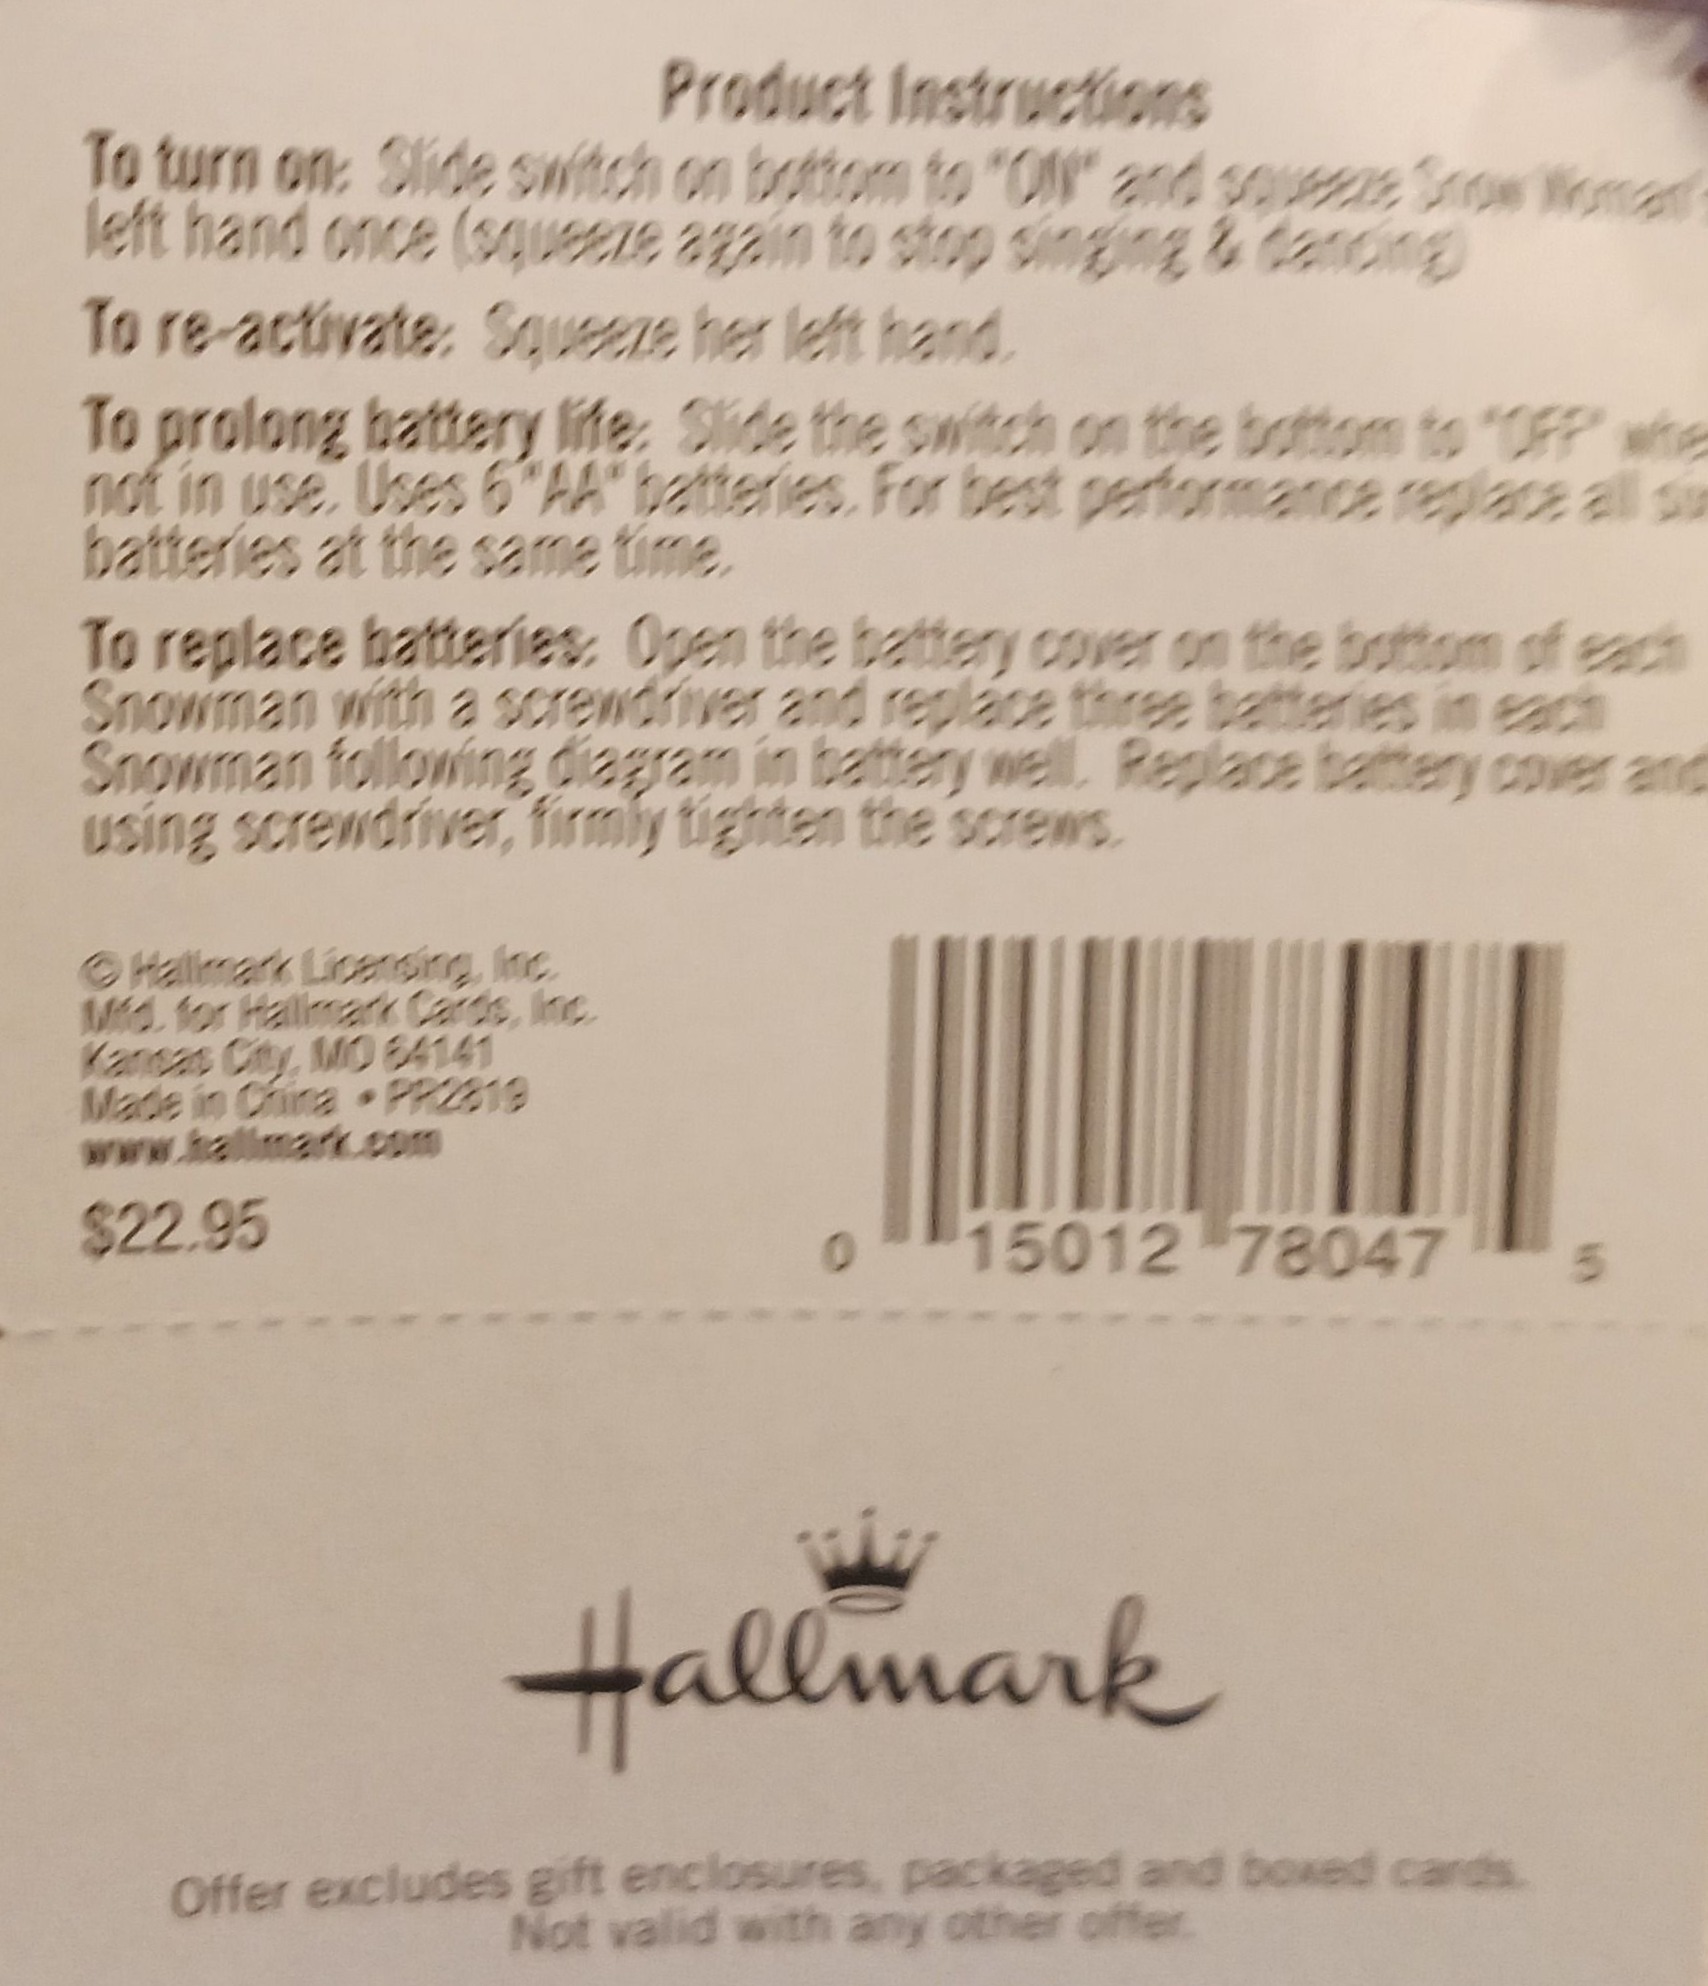 Product Instructions
To turn on: Slide switch on bottom to "ON" and squeeze Snow Woman's
left hand once (squeeze again to stop singing & dancing)
To re-activate: Squeeze her left hand.
To prolong battery life: Slide the switch on the bottom to "OFF" whe
not in use. Uses 6 "AA" batteries. For best performance replace all six
batteries at the same time.
To replace batteries: Open the battery cover on the bottom of each
Snowman with a screwdriver and replace three batteries in each
Snowman following diagram in battery well. Replace battery cover and
using screwdriver, firmly tighten the screws.
© Hallmark Licensing, Inc.
Mfd. for Hallmark Cards, Inc.
Kansas City, MO 64141
Made in China • PR2819
www.hallmark.com
$22.95
0 15012 78047 5
Hallmark
Offer excludes gift enclosures, packaged and boxed cards.
Not valid with any other offer.